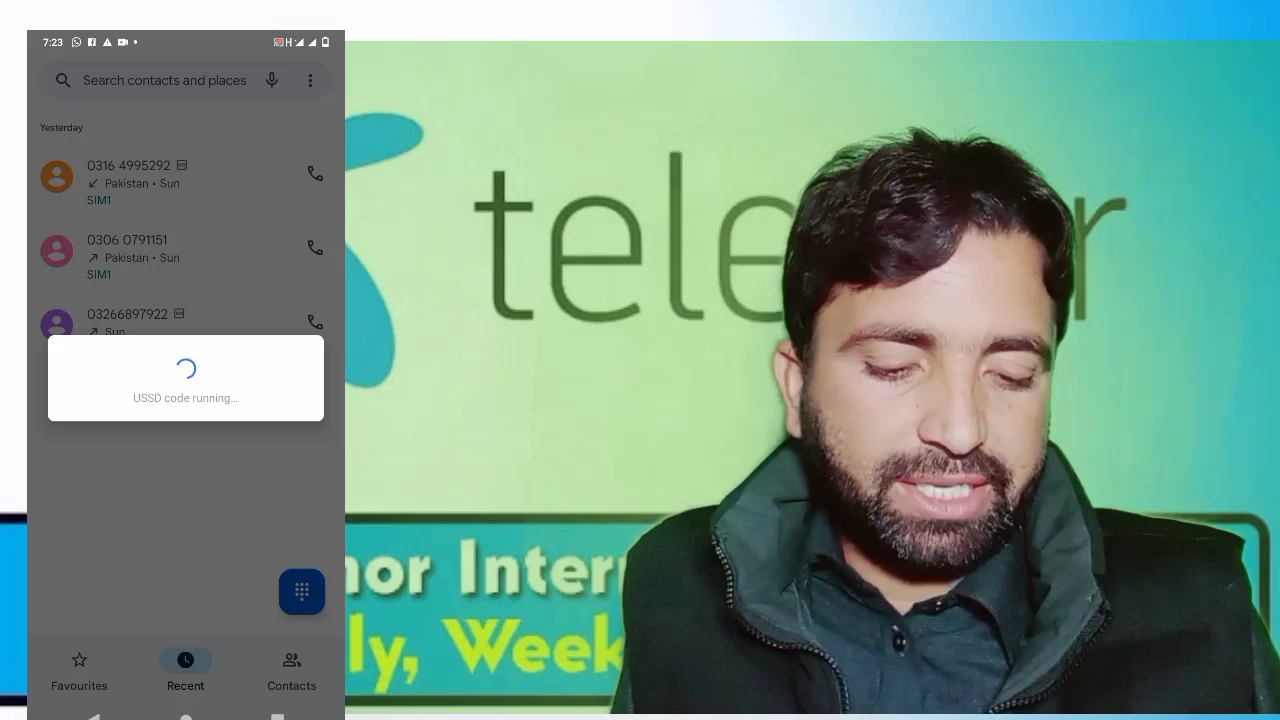 7:23
H
Search contacts and places
Yesterday
0316 4995292
Pakistan • Sun
SIM1
0306 0791151
Pakistan • Sun
SIM1
03266897922
Sun
USSD code running...
Favourites
Recent
Contacts
tele r
nor Inter
ly, Week